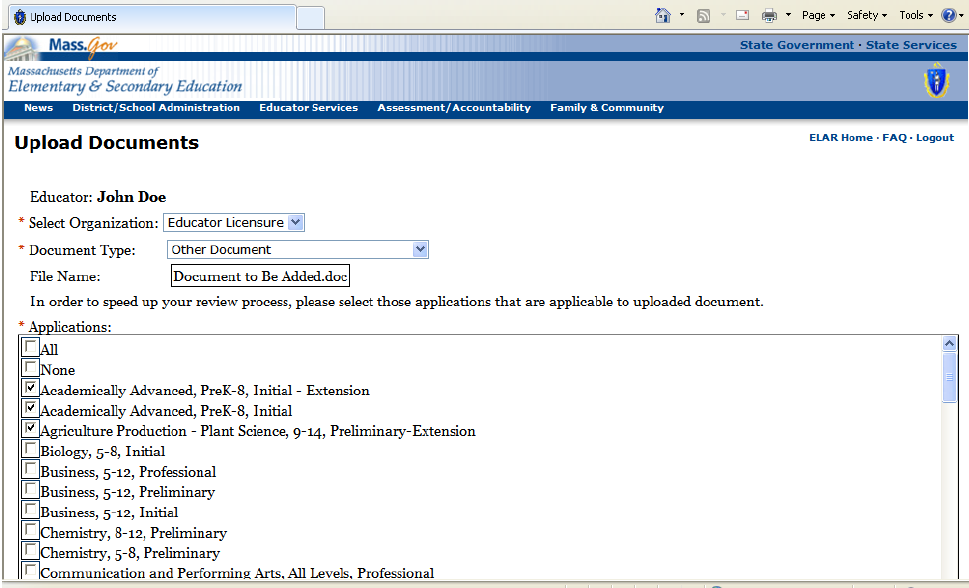 Upload Documents
Page Safety Tools
Mass.Gov
State Government · State Services
Massachusetts Department of
Elementary & Secondary Education
News District/School Administration Educator Services Assessment/Accountability Family & Community
Upload Documents
ELAR Home · FAQ · Logout
Educator: John Doe
* Select Organization: Educator Licensure
* Document Type: Other Document
File Name: Document to Be Added.doc
In order to speed up your review process, please select those applications that are applicable to uploaded document.
* Applications:
All
None
Academically Advanced, PreK-8, Initial - Extension
Academically Advanced, PreK-8, Initial
Agriculture Production - Plant Science, 9-14, Preliminary-Extension
Biology, 5-8, Initial
Business, 5-12, Professional
Business, 5-12, Preliminary
Business, 5-12, Initial
Chemistry, 8-12, Preliminary
Chemistry, 5-8, Preliminary
Communication and Performing Arts, All Levels, Professional